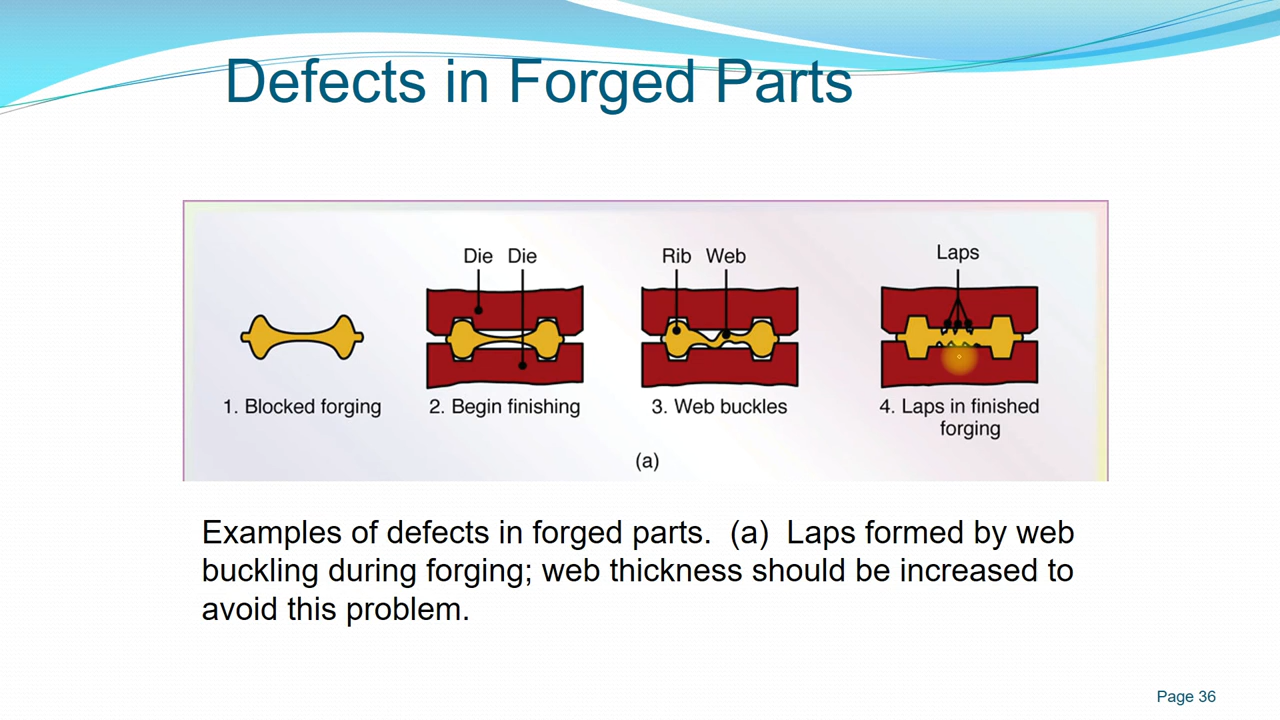 Defects in Forged Parts
Die Die
Rib Web
Laps
1. Blocked forging
2. Begin finishing
3. Web buckles
4. Laps in finished
forging
(a)
Examples of defects in forged parts.  (a)  Laps formed by web
buckling during forging; web thickness should be increased to
avoid this problem.
Page 36